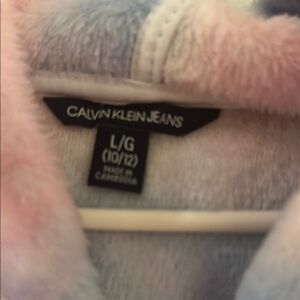 CALVIN KLEIN JEANS
L/G
(10/12)
MADE IN
CAMBODIA